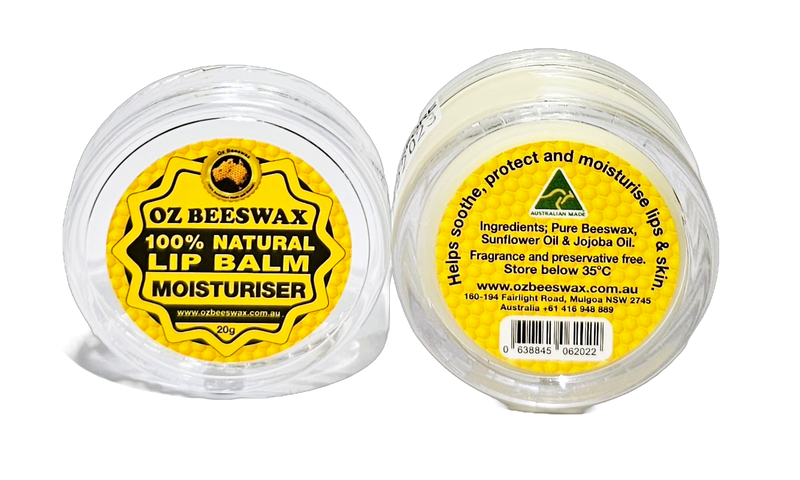 Oz Beeswax
OZ BEESWAX
100% NATURAL
LIP BALM
MOISTURISER
www.ozbeeswax.com.au
20g
Helps soothe, protect and moisturise lips & skin.
AUSTRALIAN MADE
Ingredients; Pure Beeswax,
Sunflower Oil & Jojoba Oil.
Fragrance and preservative free.
Store below 35°C
www.ozbeeswax.com.au
160-194 Fairlight Road, Mulgoa NSW 2745
Australia +61 416 948 889
0 638845 062022